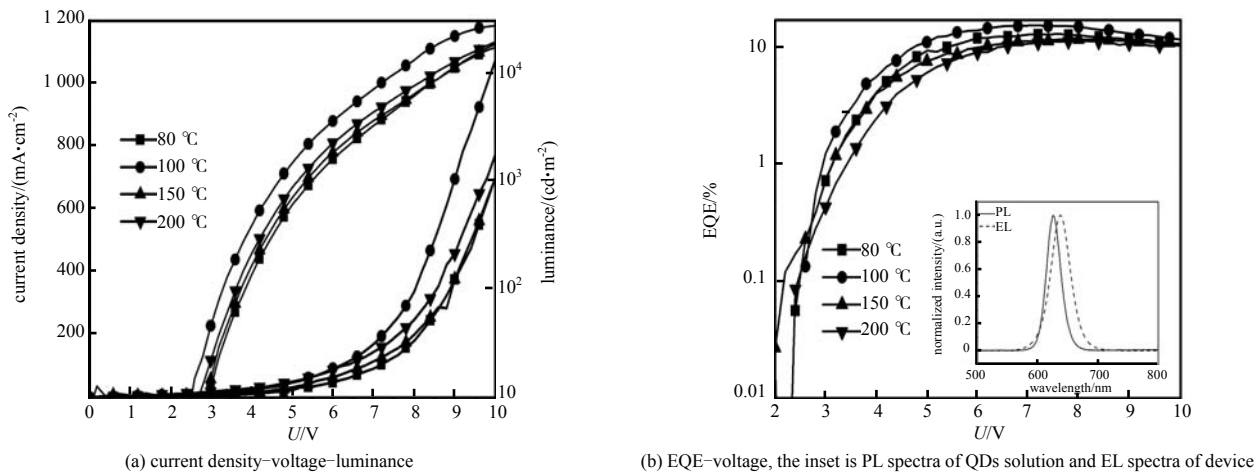 1 200
1 000
800
600
400
200
current density/(mA•cm⁻²)
80 ℃
100 ℃
150 ℃
200 ℃
10⁴
10³
10²
10
luminance/(cd•m⁻²)
0 1 2 3 4 5 6 7 8 9 10
U/V
(a) current density−voltage−luminance
10
1
0.1
0.01
EQE/%
80 ℃
100 ℃
150 ℃
200 ℃
PL
EL
1.0
0.8
0.6
0.4
0.2
0
normalized intensity/(a.u.)
500 600 700 800
wavelength/nm
2 3 4 5 6 7 8 9 10
U/V
(b) EQE−voltage, the inset is PL spectra of QDs solution and EL spectra of device